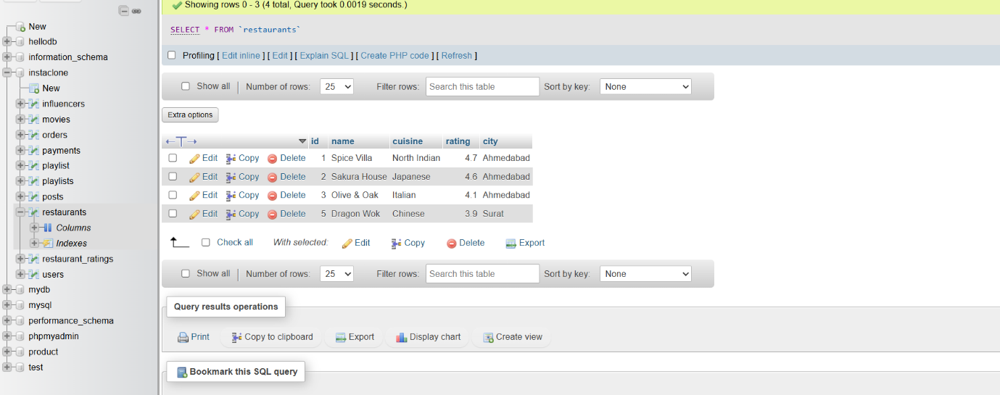 Showing rows 0 - 3 (4 total, Query took 0.0019 seconds.)
SELECT * FROM `restaurants`
Profiling [ Edit inline ] [ Edit ] [ Explain SQL ] [ Create PHP code ] [ Refresh ]
Show all | Number of rows: 25 Filter rows: Search this table Sort by key: None
Extra options
id name cuisine rating city
Edit Copy Delete 1 Spice Villa North Indian 4.7 Ahmedabad
Edit Copy Delete 2 Sakura House Japanese 4.6 Ahmedabad
Edit Copy Delete 3 Olive & Oak Italian 4.1 Ahmedabad
Edit Copy Delete 5 Dragon Wok Chinese 3.9 Surat
Check all With selected: Edit Copy Delete Export
Show all | Number of rows: 25 Filter rows: Search this table Sort by key: None
Query results operations
Print Copy to clipboard Export Display chart Create view
Bookmark this SQL query
New
hellodb
information_schema
instaclone
New
influencers
movies
orders
payments
playlist
playlists
posts
restaurants
Columns
Indexes
restaurant_ratings
users
mydb
mysql
performance_schema
phpmyadmin
product
test